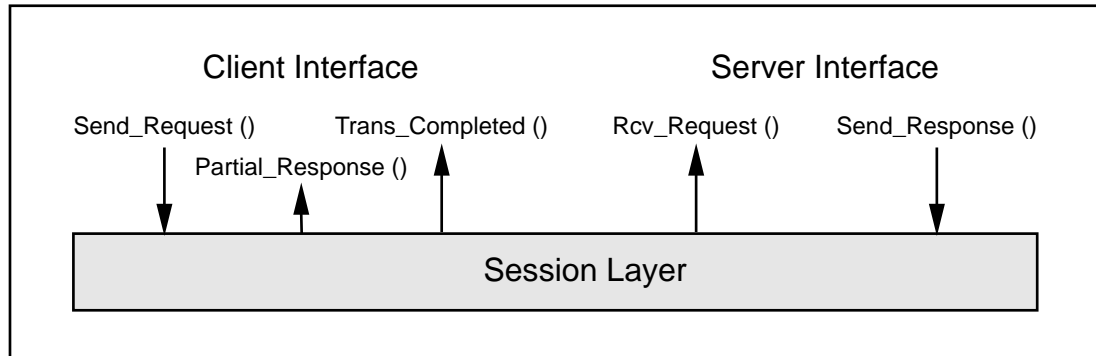 Client Interface
Server Interface
Send_Request ()
Trans_Completed ()
Rcv_Request ()
Send_Response ()
Partial_Response ()
Session Layer